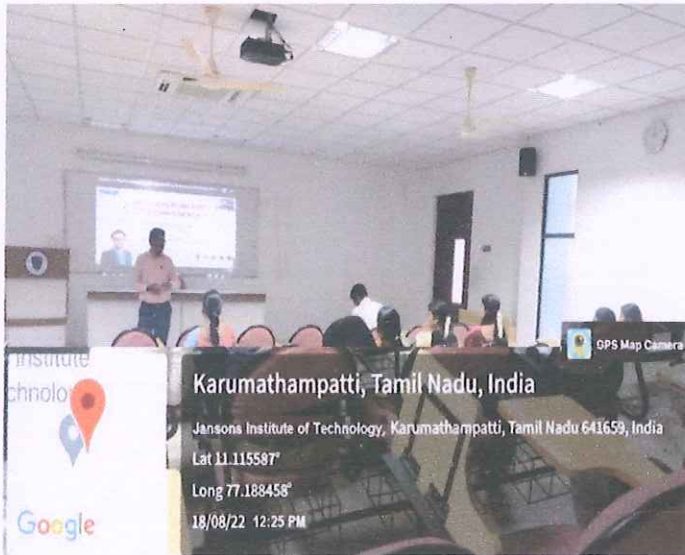 GPS Map Camera
Institute
chnolo
Karumathampatti, Tamil Nadu, India
Jansons Institute of Technology, Karumathampatti, Tamil Nadu 641659, India
Lat 11.115587°
Long 77.188458°
18/08/22 12:25 PM
Google